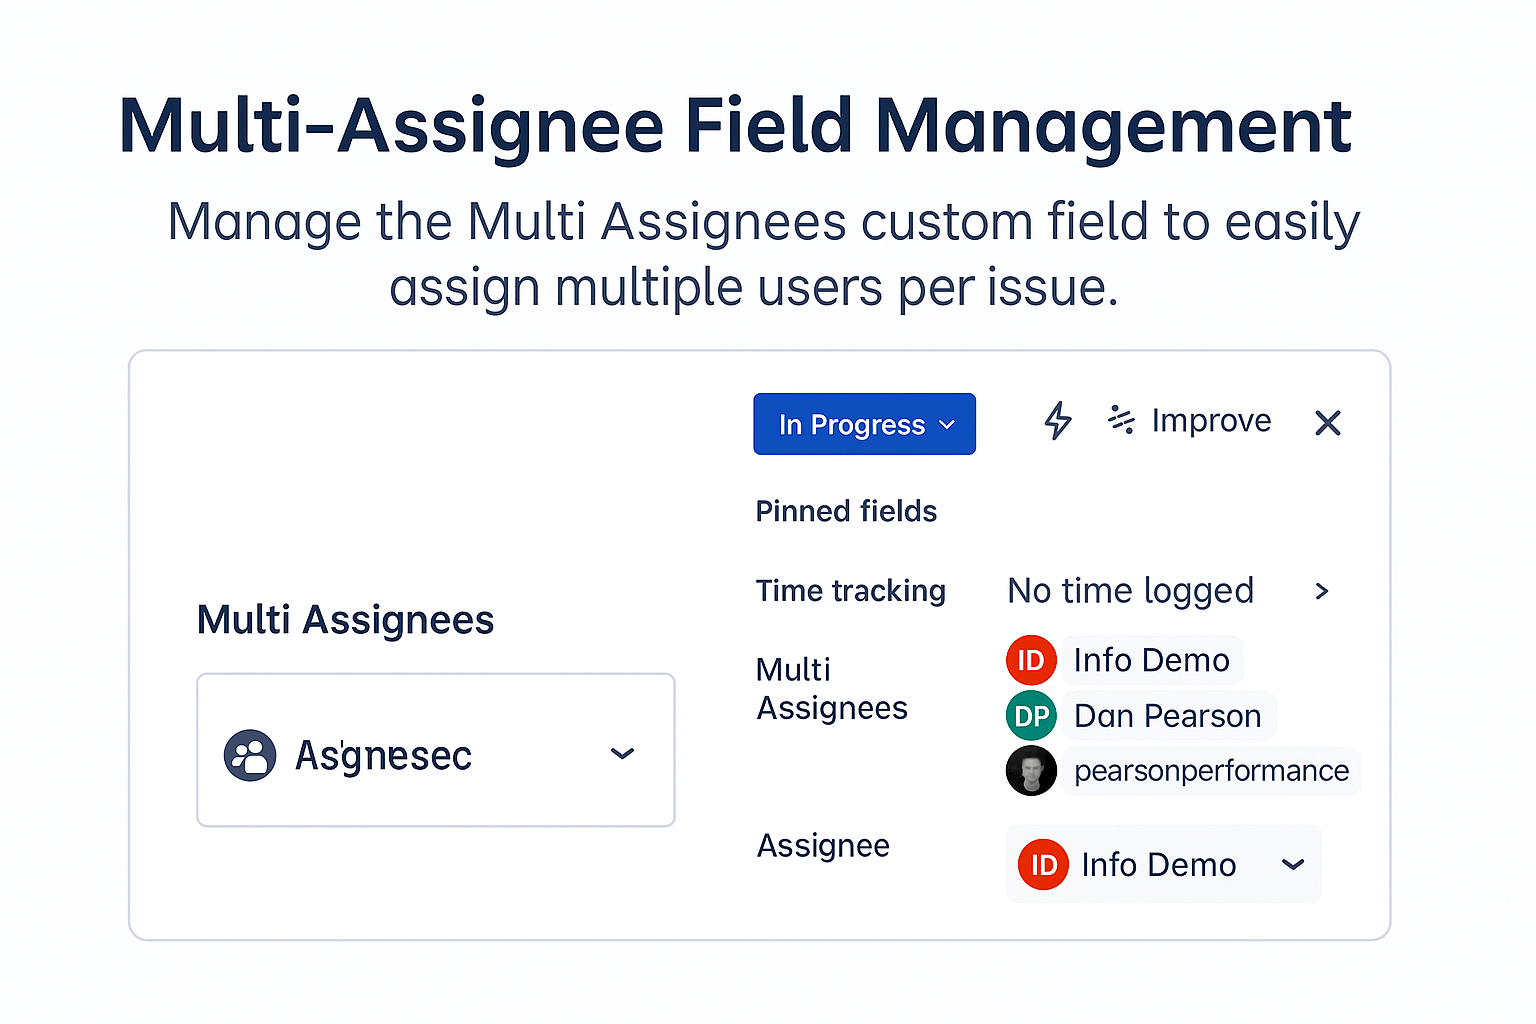 Multi-Assignee Field Management
Manage the Multi Assignees custom field to easily
assign multiple users per issue.
In Progress
Improve
Pinned fields
Time tracking
No time logged
Multi Assignees
Multi
Assignees
ID Info Demo
DP Dan Pearson
pearsonperformance
Assignee
ID Info Demo